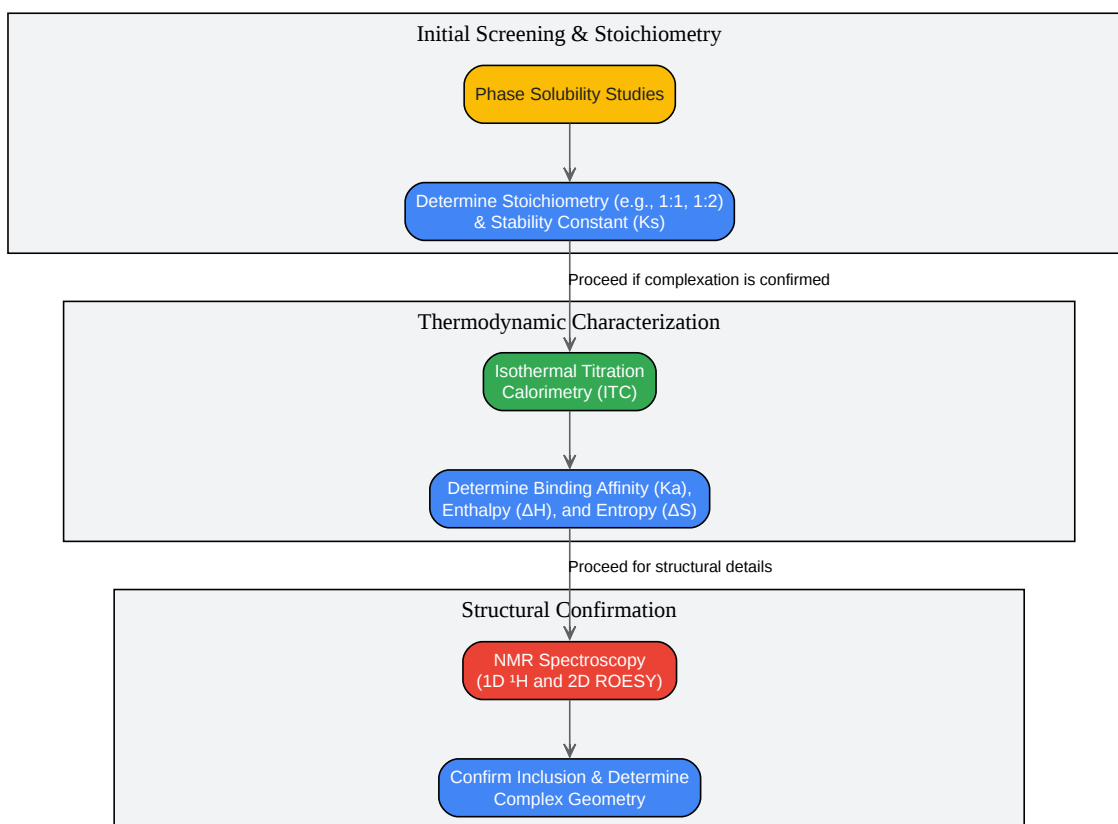 Initial Screening & Stoichiometry
Phase Solubility Studies
Determine Stoichiometry (e.g., 1:1, 1:2)
& Stability Constant (Ks)
Proceed if complexation is confirmed
Thermodynamic Characterization
Isothermal Titration
Calorimetry (ITC)
Determine Binding Affinity (Ka),
Enthalpy (ΔH), and Entropy (ΔS)
Proceed for structural details
Structural Confirmation
NMR Spectroscopy
(1D ¹H and 2D ROESY)
Confirm Inclusion & Determine
Complex Geometry